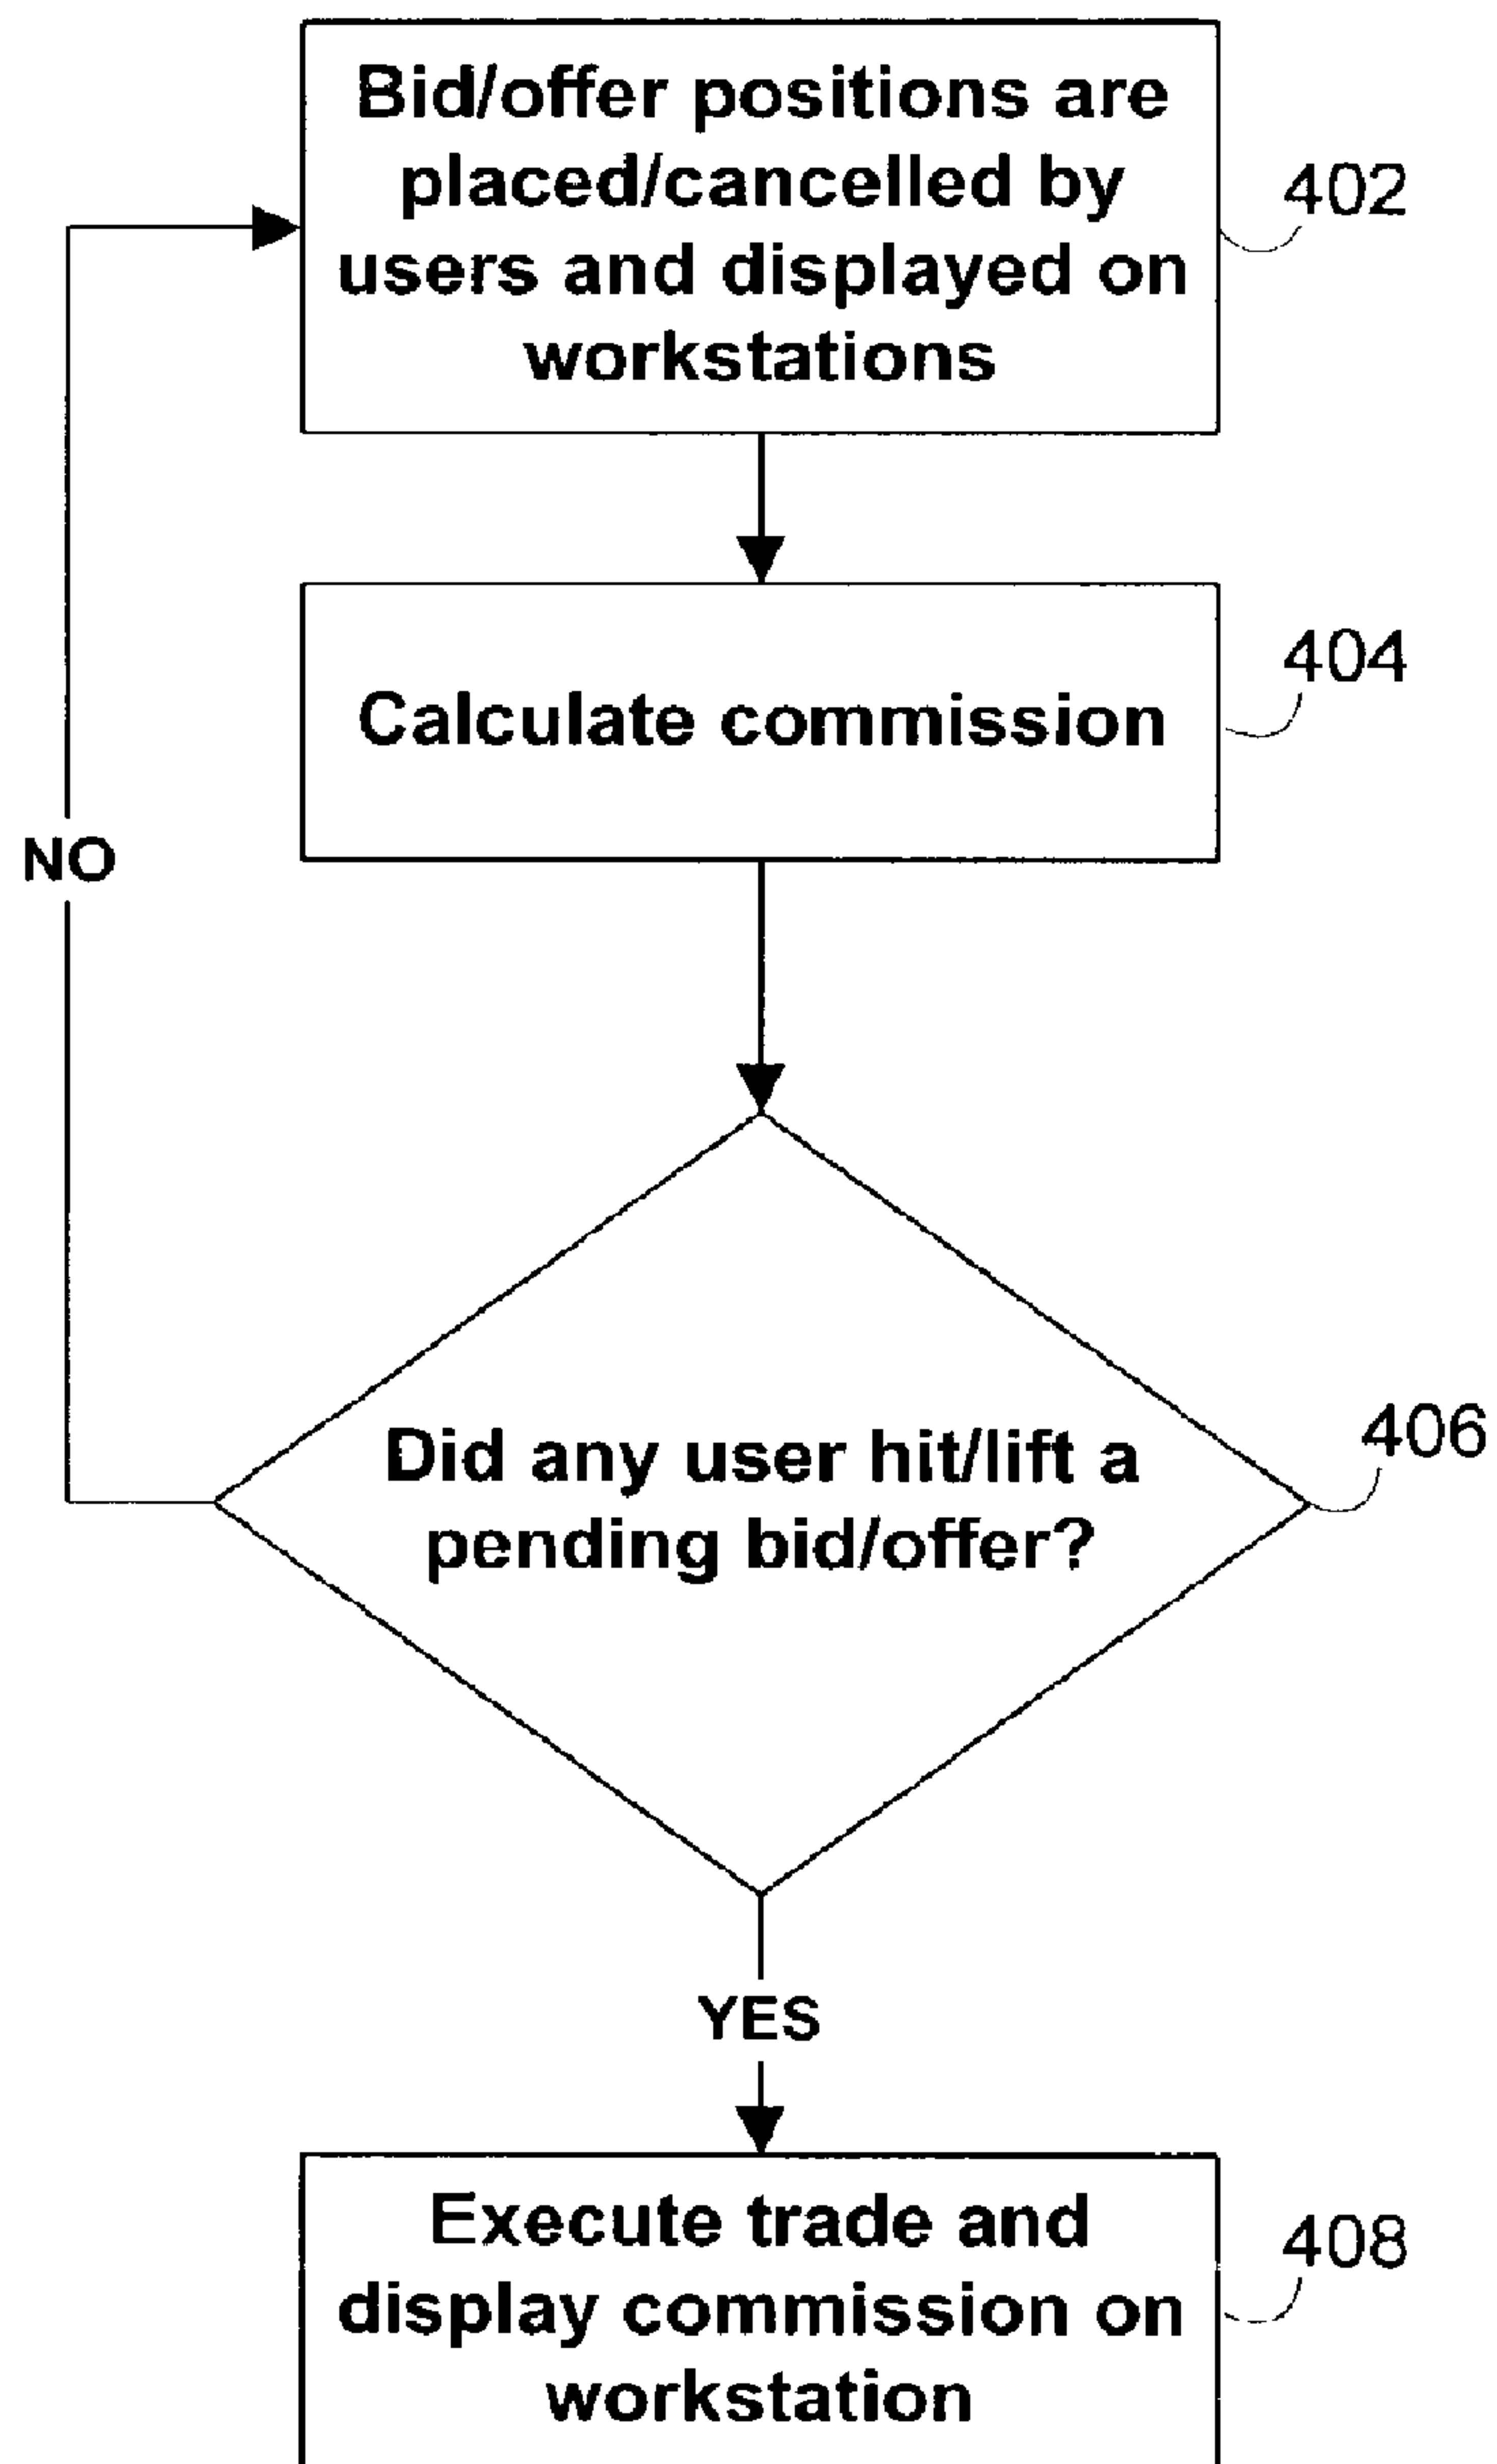 Bid/offer positions are
placed/cancelled by
users and displayed on
workstations
402
Calculate commission
404
NO
Did any user hit/lift a
pending bid/offer?
406
YES
Execute trade and
display commission on
workstation
408